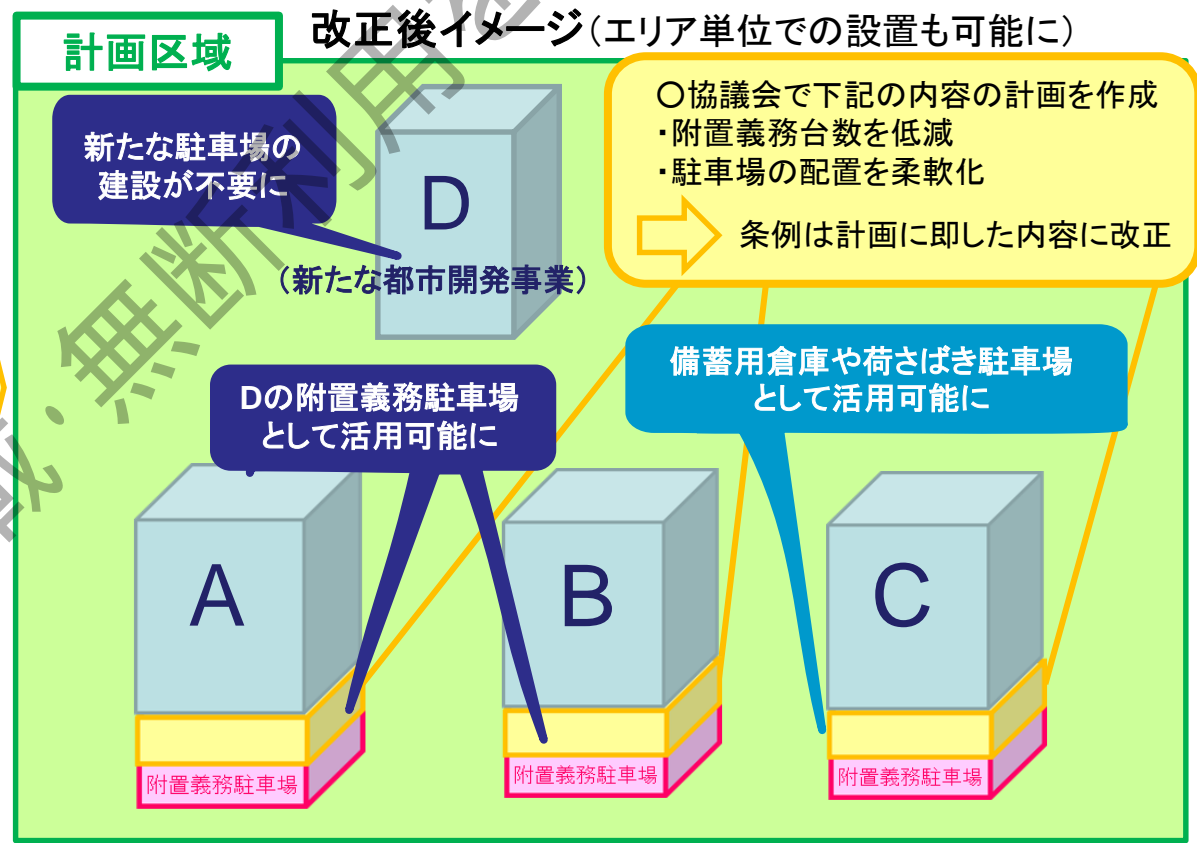 改正後イメージ(エリア単位での設置も可能に)
計画区域
〇協議会で下記の内容の計画を作成
・附置義務台数を低減
・駐車場の配置を柔軟化
条例は計画に即した内容に改正
新たな駐車場の
建設が不要に
D
(新たな都市開発事業)
備蓄用倉庫や荷さばき駐車場
として活用可能に
Dの附置義務駐車場
として活用可能に
A
B
C
附置義務駐車場
附置義務駐車場
附置義務駐車場
・無断利用を